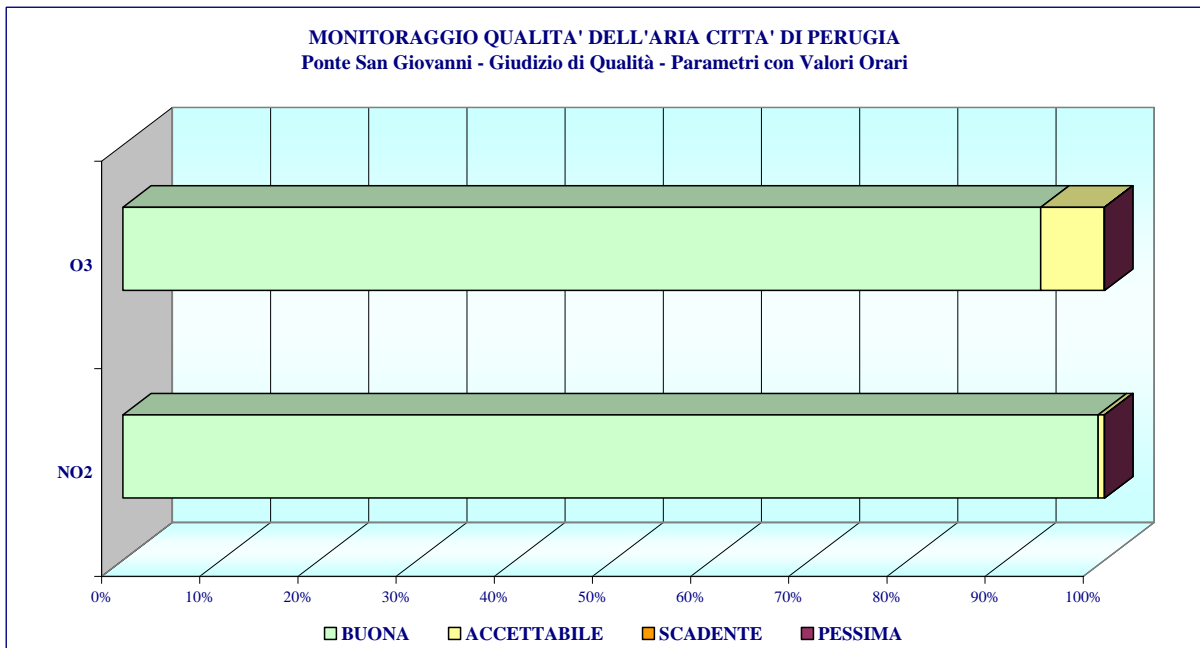 MONITORAGGIO QUALITA' DELL'ARIA CITTA' DI PERUGIA
Ponte San Giovanni - Giudizio di Qualità - Parametri con Valori Orari
O3
NO2
0% 10% 20% 30% 40% 50% 60% 70% 80% 90% 100%
BUONA ACCETTABILE SCADENTE PESSIMA